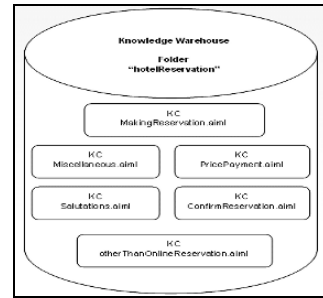 Knowledge Warehouse
Folder
"hotelReservation"
KC
MakingReservation.aiml
KC
Miscellaneous.aiml
KC
PricePayment.aiml
KC
Salutations.aiml
KC
ConfirmReservation.aiml
KC
otherThanOnlineReservation.aiml